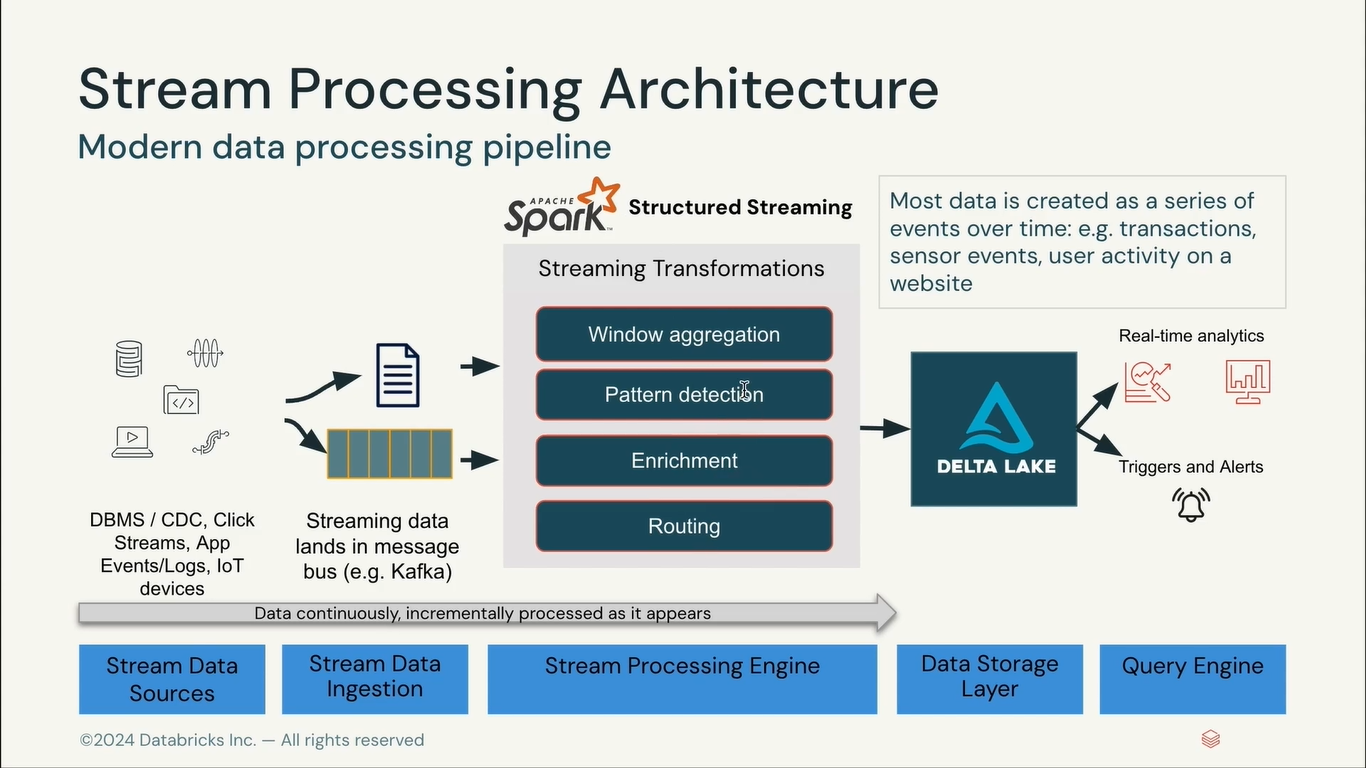 Stream Processing Architecture
Modern data processing pipeline
APACHE
Spark™
Structured Streaming
Most data is created as a series of
events over time: e.g. transactions,
sensor events, user activity on a
website
Streaming Transformations
Window aggregation
Pattern detection
Enrichment
Routing
DBMS / CDC, Click
Streams, App
Events/Logs, IoT
devices
Streaming data
lands in message
bus (e.g. Kafka)
DELTA LAKE
Real-time analytics
Triggers and Alerts
Data continuously, incrementally processed as it appears
Stream Data
Sources
Stream Data
Ingestion
Stream Processing Engine
Data Storage
Layer
Query Engine
©2024 Databricks Inc. — All rights reserved